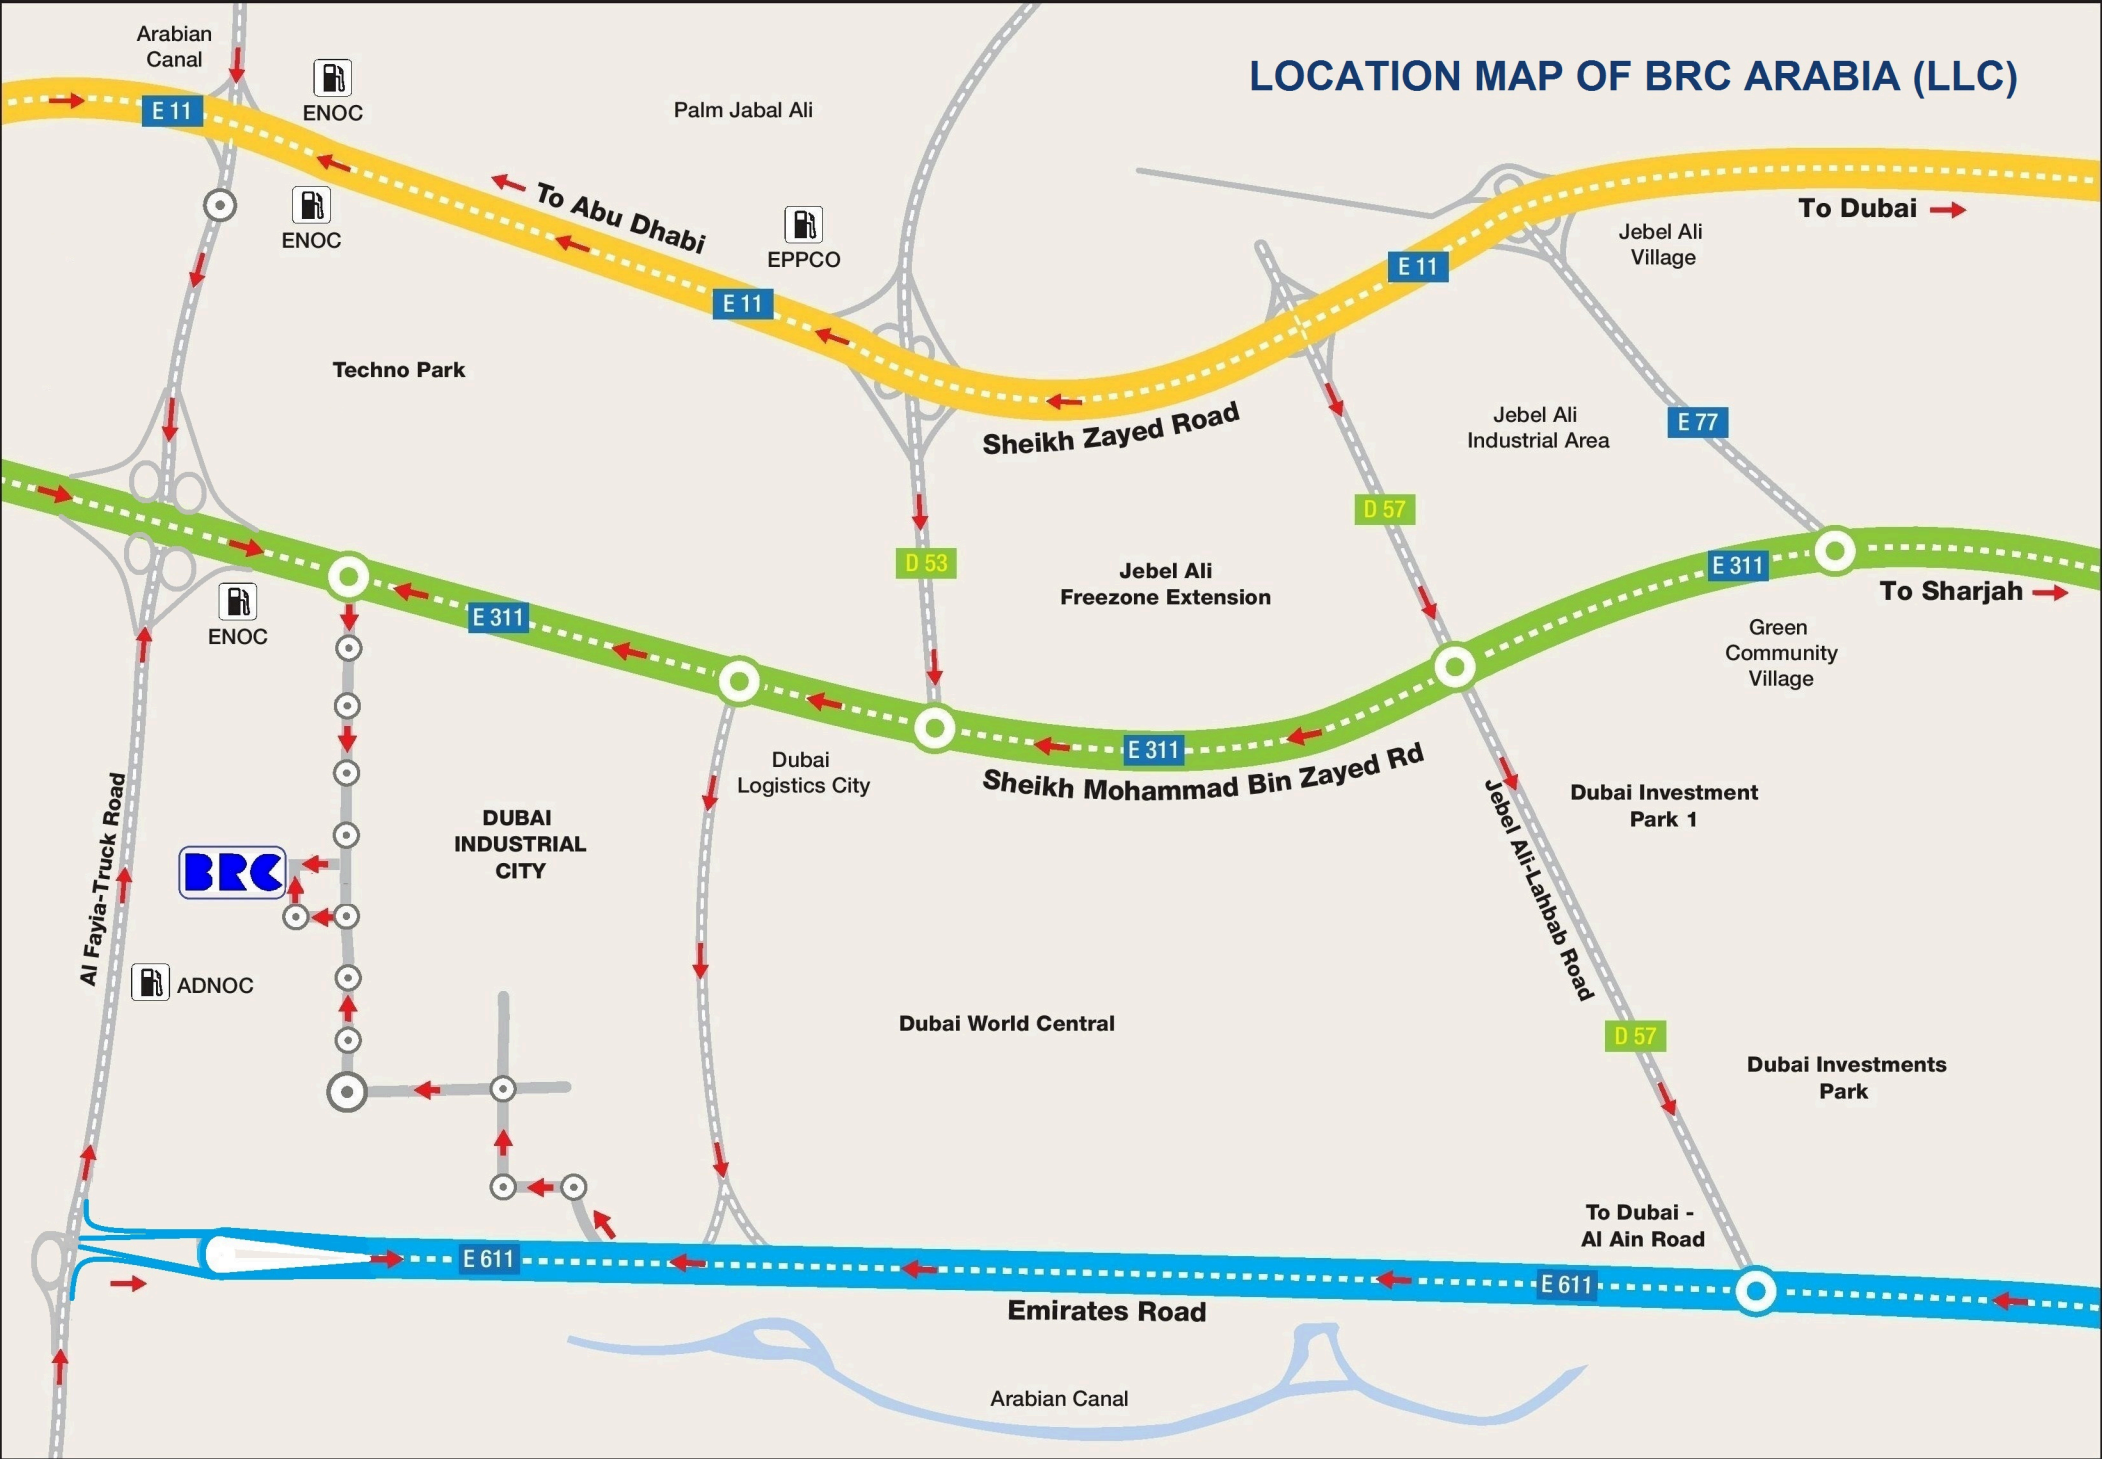 LOCATION MAP OF BRC ARABIA (LLC)
Arabian
Canal
E 11
ENOC
ENOC
Palm Jabal Ali
To Abu Dhabi
EPPCO
E 11
E 11
To Dubai
Jebel Ali
Village
Techno Park
Sheikh Zayed Road
Jebel Ali
Industrial Area
E 77
D 57
D 53
Jebel Ali
Freezone Extension
E 311
To Sharjah
Green
Community
Village
ENOC
E 311
E 311
Sheikh Mohammad Bin Zayed Rd
Dubai
Logistics City
Dubai Investment
Park 1
Jebel Ali-Lahbab Road
DUBAI
INDUSTRIAL
CITY
BRC
Al Fayia-Truck Road
ADNOC
Dubai World Central
D 57
Dubai Investments
Park
To Dubai -
Al Ain Road
E 611
E 611
Emirates Road
Arabian Canal